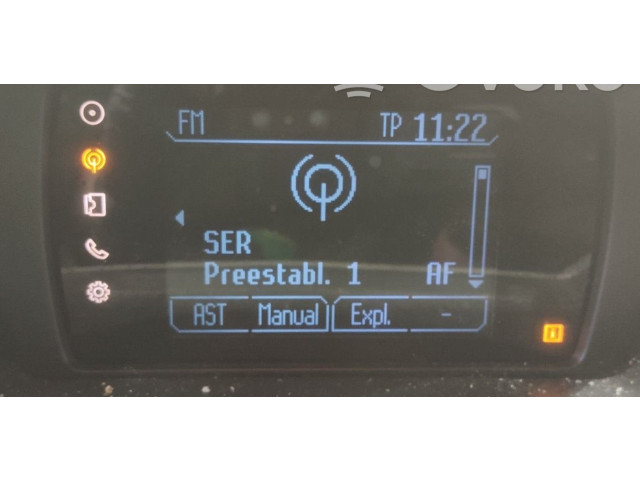 FM TP 11:22
SER
Preestabl. 1 AF
AST Manual Expl. -